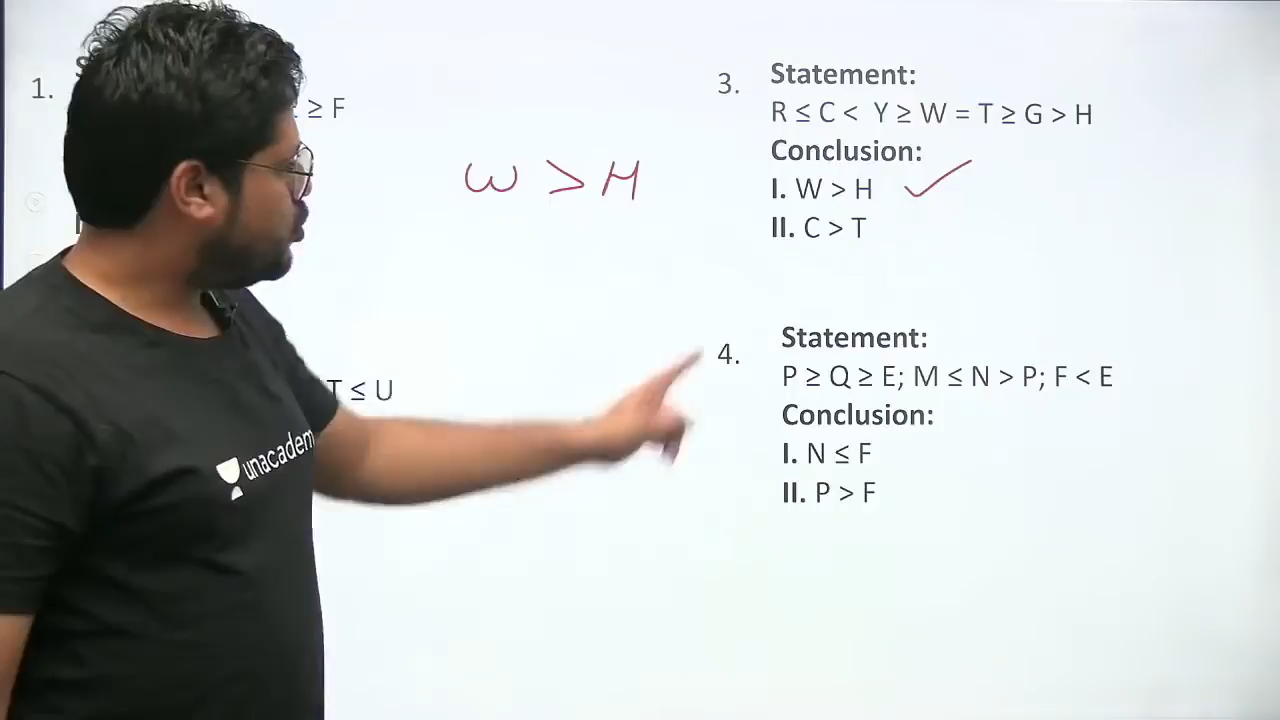 1.
≥ F
T ≤ U
W > H
3.
Statement:
R ≤ C < Y ≥ W = T ≥ G > H
Conclusion:
I. W > H
II. C > T
4.
Statement:
P ≥ Q ≥ E; M ≤ N > P; F < E
Conclusion:
I. N ≤ F
II. P > F
unacadem